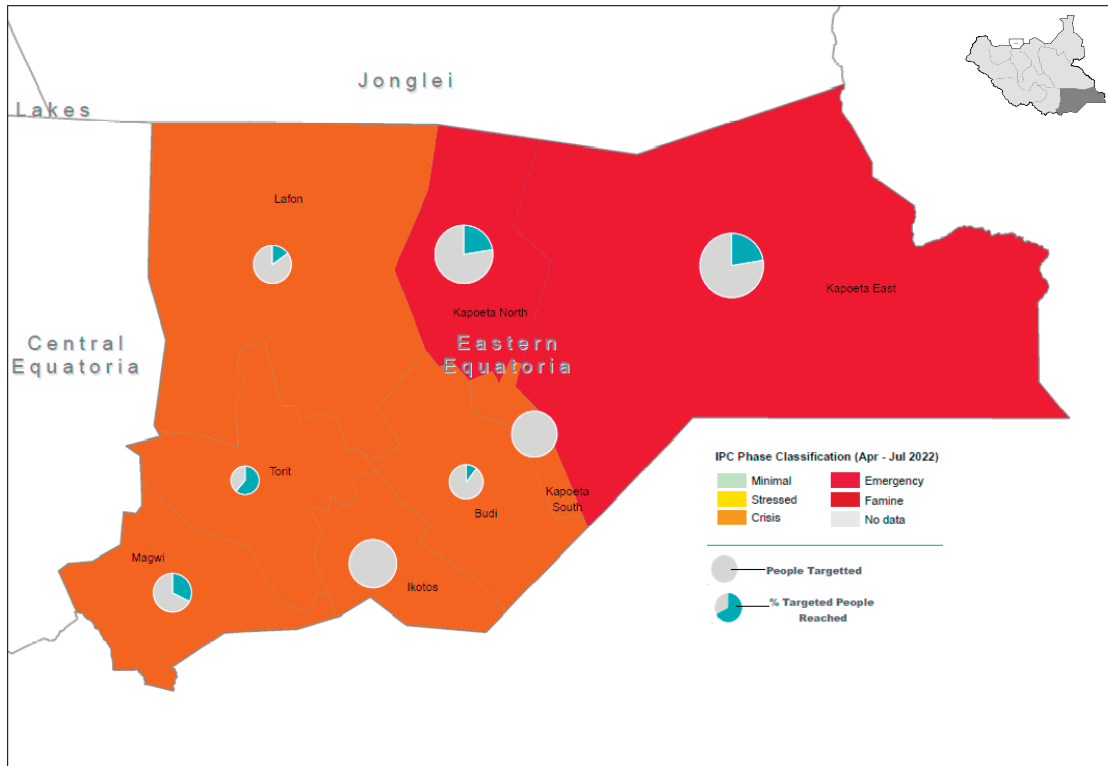 Jonglei
Lakes
Lafon
Kapoeta East
Kapoeta North
Central
Equatoria
Eastern
Equatoria
Torit
Budi
Kapoeta
South
Magwi
Ikotos
IPC Phase Classification (Apr - Jul 2022)
Minimal
Emergency
Stressed
Famine
Crisis
No data
People Targetted
% Targeted People
Reached